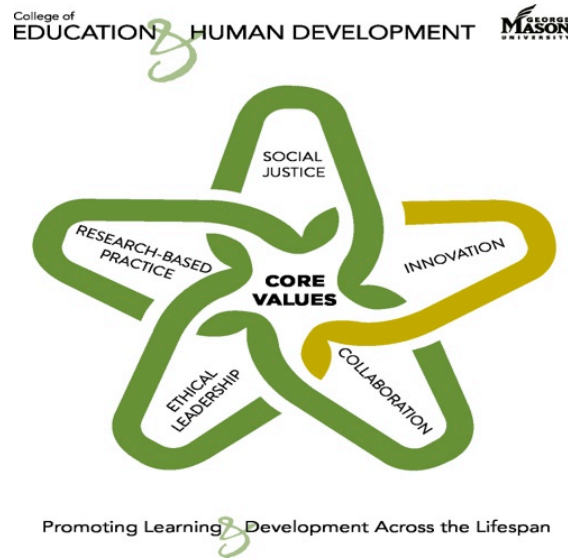 College of
EDUCATION & HUMAN DEVELOPMENT
GEORGE
MASON
UNIVERSITY
SOCIAL
JUSTICE
RESEARCH-BASED
PRACTICE
INNOVATION
CORE
VALUES
ETHICAL
LEADERSHIP
COLLABORATION
Promoting Learning & Development Across the Lifespan